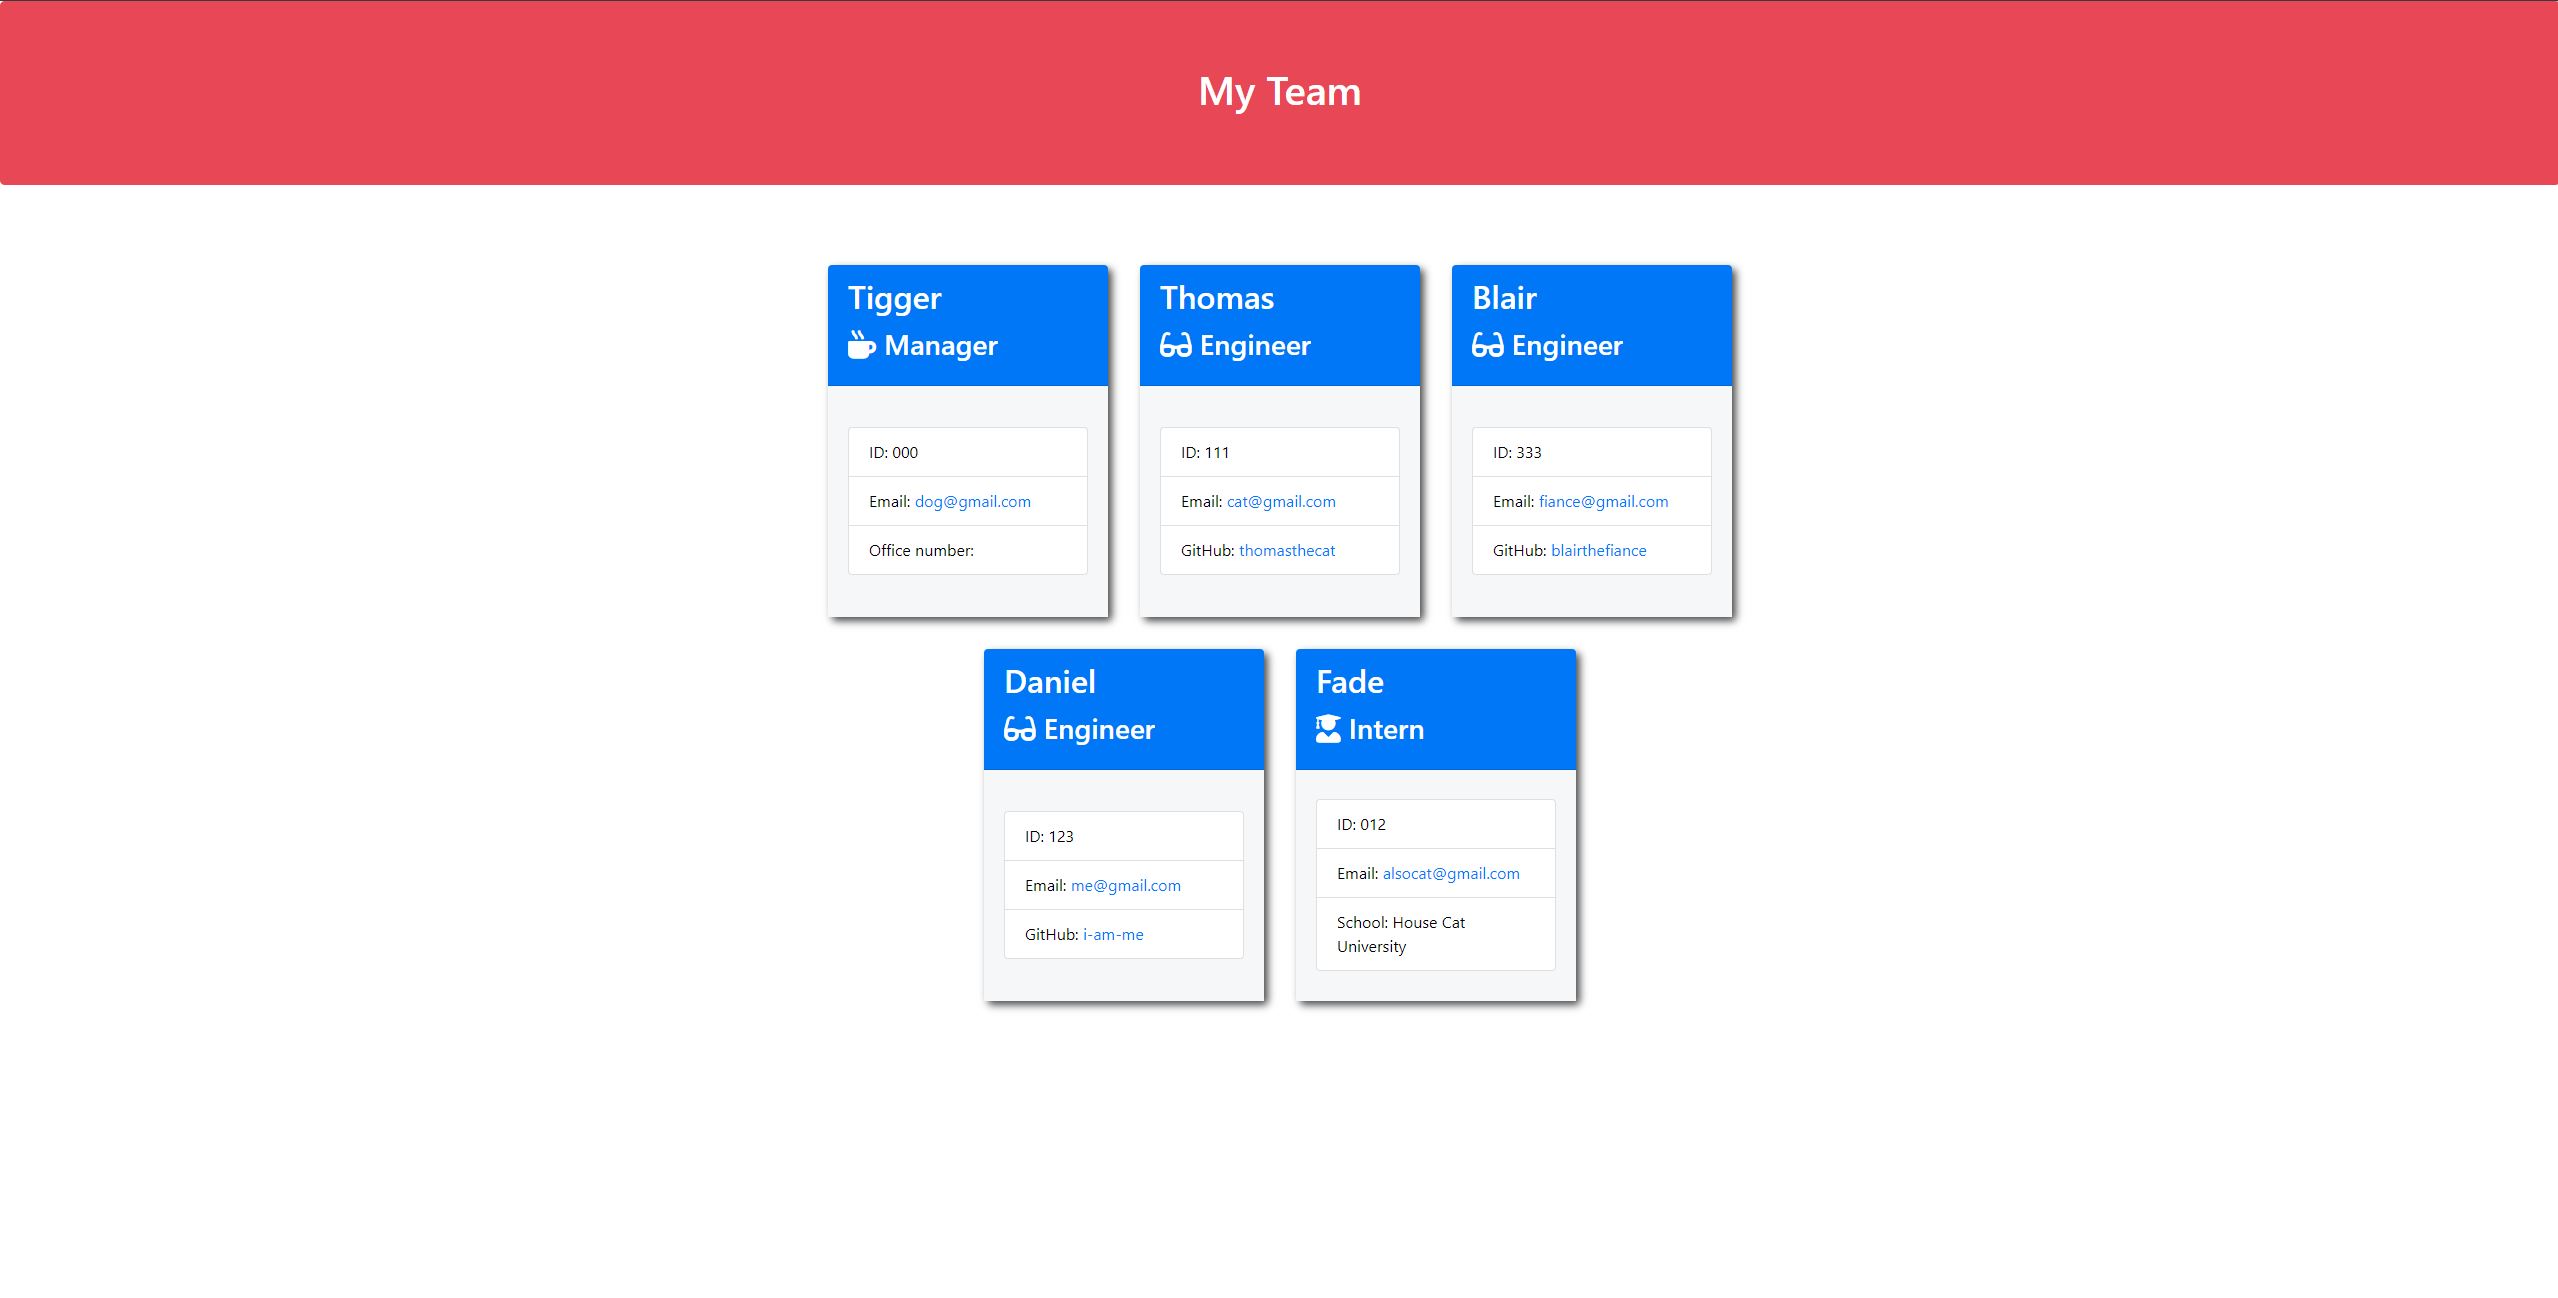 My Team
Tigger
Manager
ID: 000
Email: dog@gmail.com
Office number:
Thomas
Engineer
ID: 111
Email: cat@gmail.com
GitHub: thomasthecat
Blair
Engineer
ID: 333
Email: fiance@gmail.com
GitHub: blairthefiance
Daniel
Engineer
ID: 123
Email: me@gmail.com
GitHub: i-am-me
Fade
Intern
ID: 012
Email: alsocat@gmail.com
School: House Cat
University